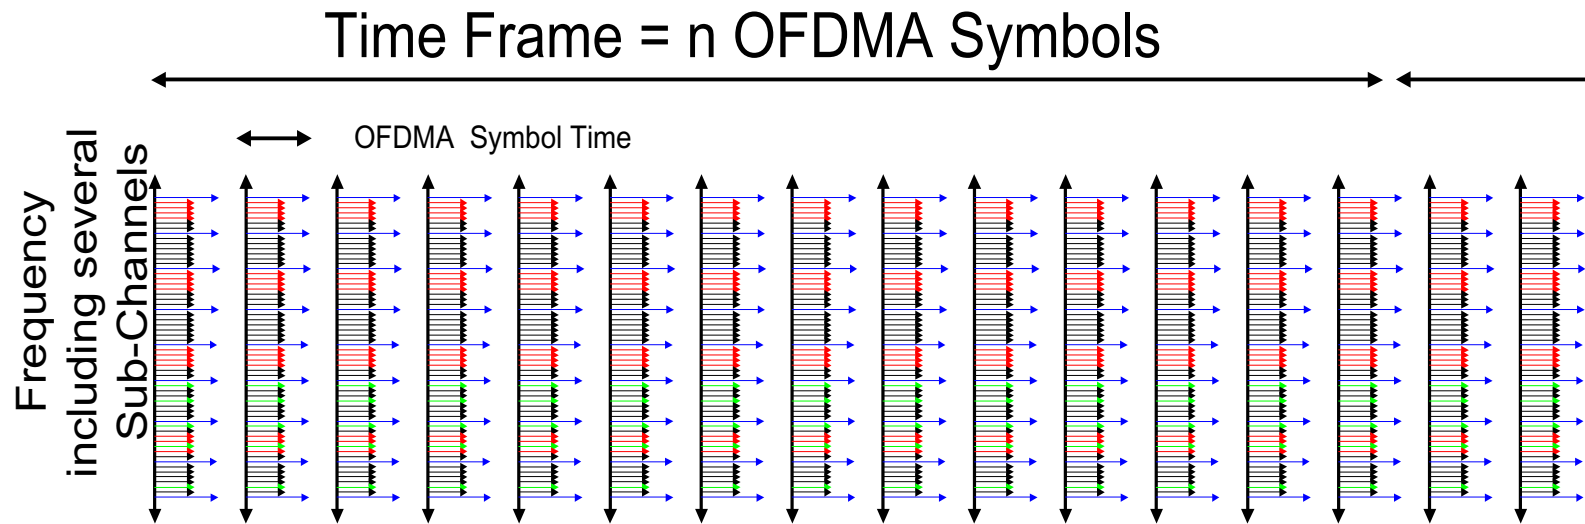 Time Frame = n OFDMA Symbols
OFDMA Symbol Time
Frequency
including several
Sub-Channels